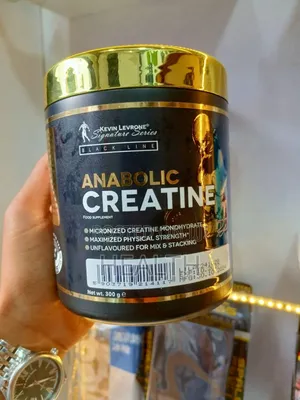 KEVIN LEVRONE®
Signature Series
BLACK LINE
ANABOLIC
CREATINE
FOOD SUPPLEMENT
MICRONIZED CREATINE MONOHYDRATE
MAXIMIZED PHYSICAL STRENGTH*
UNFLAVOURED FOR MIX & STACKING
Net wt. 300 g